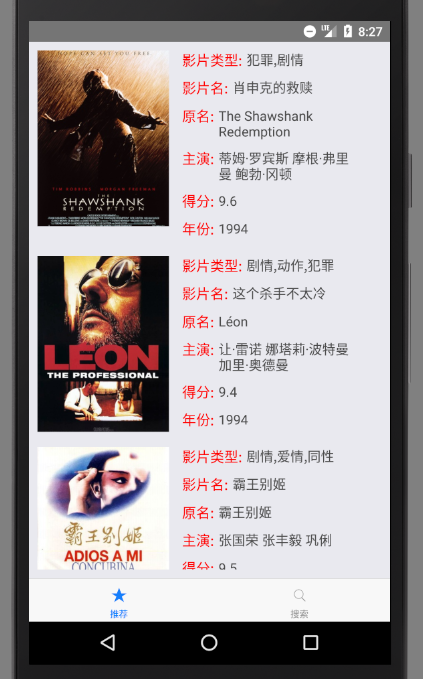 8:27
HOPE CAN SET YOU FREE
TIM ROBBINS MORGAN FREEMAN
THE
SHAWSHANK
REDEMPTION
影片类型: 犯罪,剧情
影片名: 肖申克的救赎
原名: The Shawshank
Redemption
主演: 蒂姆·罗宾斯 摩根·弗里
曼 鲍勃·冈顿
得分: 9.6
年份: 1994
LEON
THE PROFESSIONAL
影片类型: 剧情,动作,犯罪
影片名: 这个杀手不太冷
原名: Léon
主演: 让·雷诺 娜塔莉·波特曼
加里·奥德曼
得分: 9.4
年份: 1994
霸王别姬
ADIOS A MI
CONCUBINA
影片类型: 剧情,爱情,同性
影片名: 霸王别姬
原名: 霸王别姬
主演: 张国荣 张丰毅 巩俐
得分: 9.5
推荐
搜索